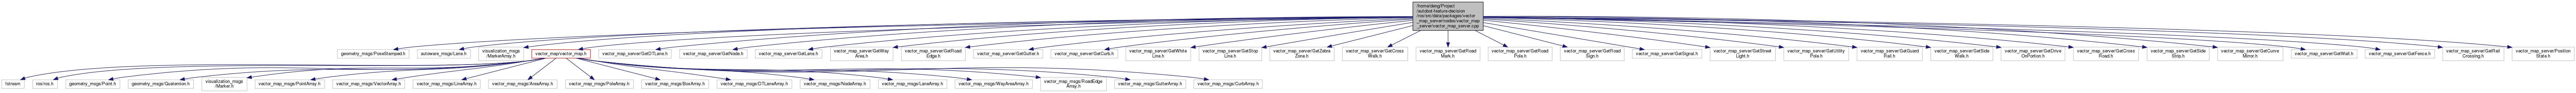 /home/deng/Project
/autobot-feature-decision
/ros/src/data/packages/vector
_map_server/nodes/vector_map
_server/vector_map_server.cpp
geometry_msgs/PoseStamped.h
autoware_msgs/Lane.h
visualization_msgs
/MarkerArray.h
vector_map/vector_map.h
vector_map_server/GetDTLane.h
vector_map_server/GetNode.h
vector_map_server/GetLane.h
vector_map_server/GetWay
Area.h
vector_map_server/GetRoad
Edge.h
vector_map_server/GetGutter.h
vector_map_server/GetCurb.h
vector_map_server/GetWhite
Line.h
vector_map_server/GetStop
Line.h
vector_map_server/GetZebra
Zone.h
vector_map_server/GetCross
Walk.h
vector_map_server/GetRoad
Mark.h
vector_map_server/GetRoad
Pole.h
vector_map_server/GetRoad
Sign.h
vector_map_server/GetSignal.h
vector_map_server/GetStreet
Light.h
vector_map_server/GetUtility
Pole.h
vector_map_server/GetGuard
Rail.h
vector_map_server/GetSide
Walk.h
vector_map_server/GetDrive
OnPortion.h
vector_map_server/GetCross
Road.h
vector_map_server/GetSide
Strip.h
vector_map_server/GetCurve
Mirror.h
vector_map_server/GetWall.h
vector_map_server/GetFence.h
vector_map_server/GetRail
Crossing.h
vector_map_server/Position
State.h
fstream
ros/ros.h
geometry_msgs/Point.h
geometry_msgs/Quaternion.h
visualization_msgs
/Marker.h
vector_map_msgs/PointArray.h
vector_map_msgs/VectorArray.h
vector_map_msgs/LineArray.h
vector_map_msgs/AreaArray.h
vector_map_msgs/PoleArray.h
vector_map_msgs/BoxArray.h
vector_map_msgs/DTLaneArray.h
vector_map_msgs/NodeArray.h
vector_map_msgs/LaneArray.h
vector_map_msgs/WayAreaArray.h
vector_map_msgs/RoadEdge
Array.h
vector_map_msgs/GutterArray.h
vector_map_msgs/CurbArray.h